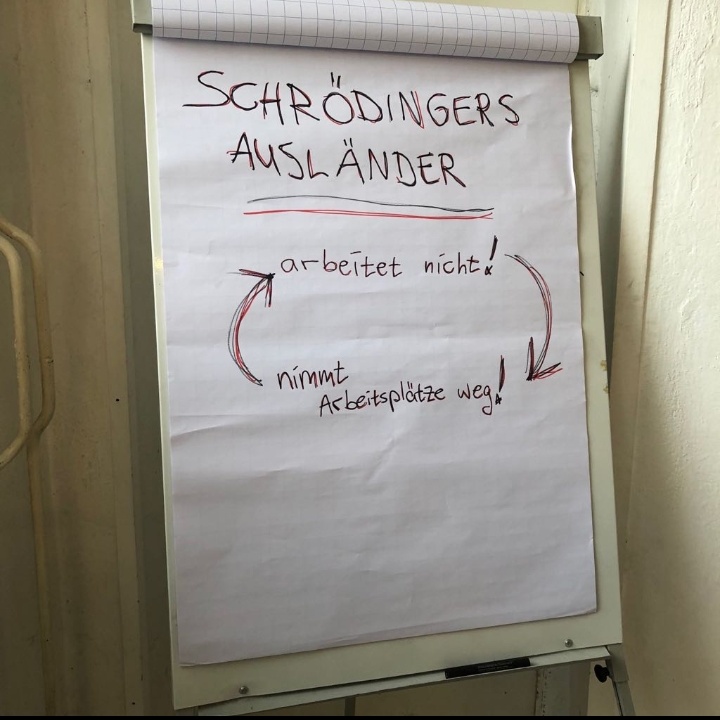 SCHRÖDINGERS
AUSLÄNDER
arbeitet nicht!
nimmt
Arbeitsplätze weg!